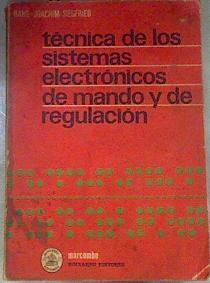 HANS-JOACHIM SIEGFRIED
técnica de los
sistemas
electrónicos
de mando y de
regulación
marcombo
BOIXAREU EDITORES